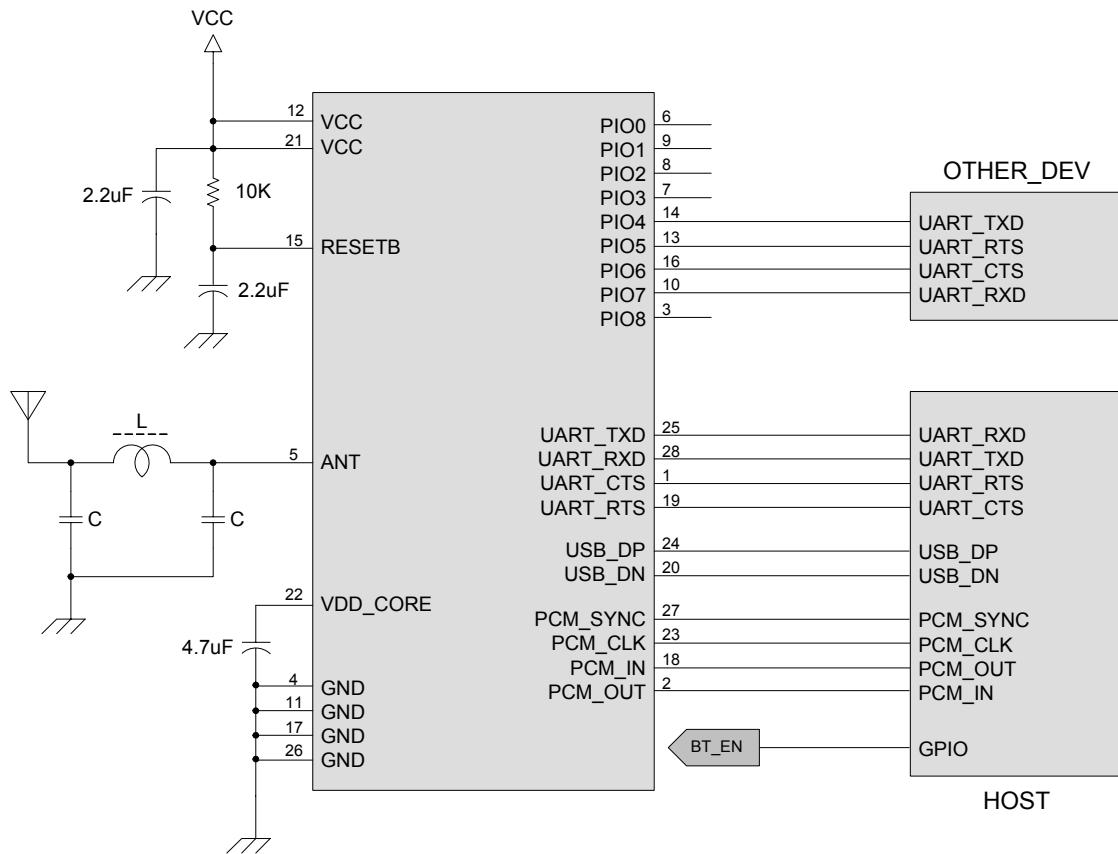 VCC
12
VCC
21
VCC
2.2uF
10K
15
RESETB
2.2uF
L
5
ANT
C
C
22
VDD_CORE
4.7uF
4
GND
11
GND
17
GND
26
GND
PIO0
6
PIO1
9
PIO2
8
PIO3
7
PIO4
14
PIO5
13
PIO6
16
PIO7
10
PIO8
3
OTHER_DEV
UART_TXD
UART_RTS
UART_CTS
UART_RXD
UART_TXD
25
UART_RXD
UART_RXD
28
UART_TXD
UART_CTS
1
UART_RTS
UART_RTS
19
UART_CTS
USB_DP
24
USB_DP
USB_DN
20
USB_DN
PCM_SYNC
27
PCM_SYNC
PCM_CLK
23
PCM_CLK
PCM_IN
18
PCM_OUT
PCM_OUT
2
PCM_IN
BT_EN
GPIO
HOST